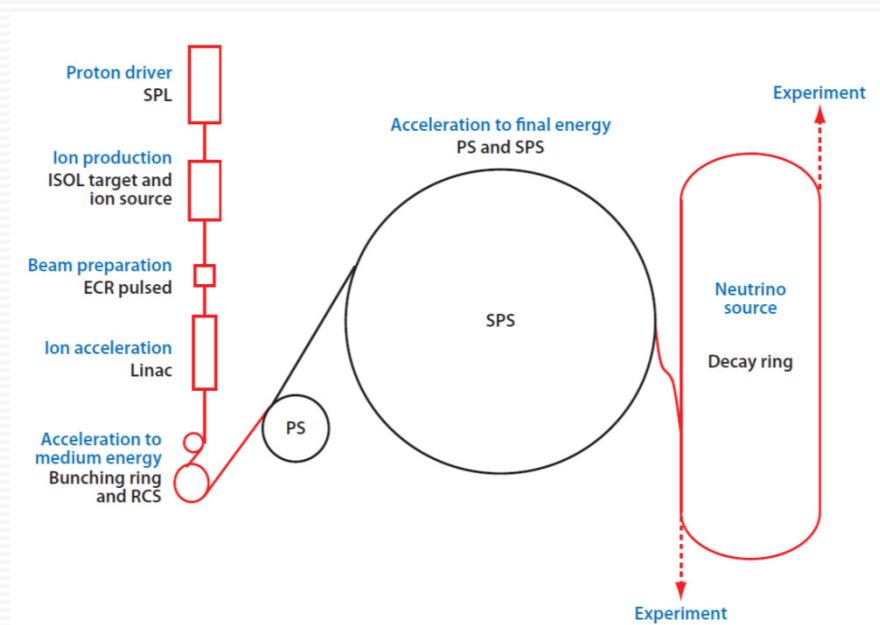 Proton driver
SPL
Ion production
ISOL target and
ion source
Beam preparation
ECR pulsed
Ion acceleration
Linac
Acceleration to
medium energy
Bunching ring
and RCS
PS
Acceleration to final energy
PS and SPS
SPS
Experiment
Neutrino
source
Decay ring
Experiment